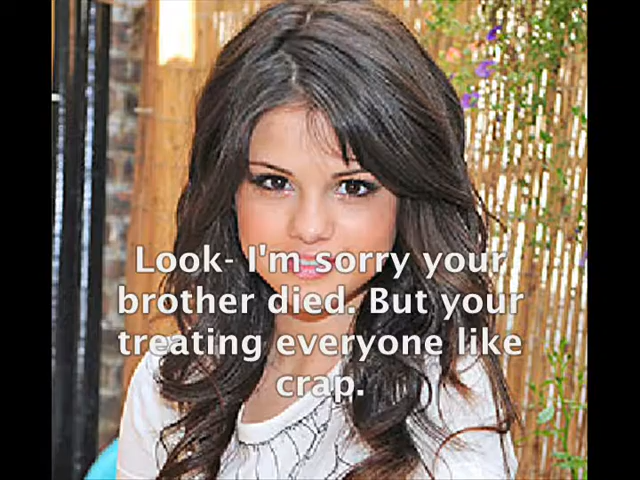 Look- I'm sorry your
brother died. But your
treating everyone like
crap.